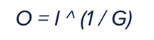 O = I ^ (1 / G)